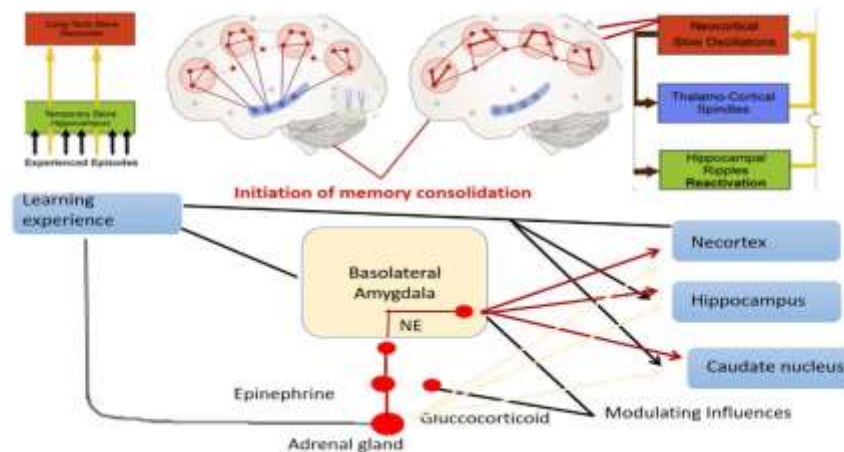 Long-Term Store
Neocortex
Temporary Store
Hippocampus
Experienced Episodes
Neocortical
Slow Oscillations
Thalamo-Cortical
Spindles
Hippocampal
Ripples
Reactivation
Initiation of memory consolidation
Learning
experience
Basolateral
Amygdala
NE
Epinephrine
Adrenal gland
Gluccocorticoid
Modulating Influences
Necortex
Hippocampus
Caudate nucleus